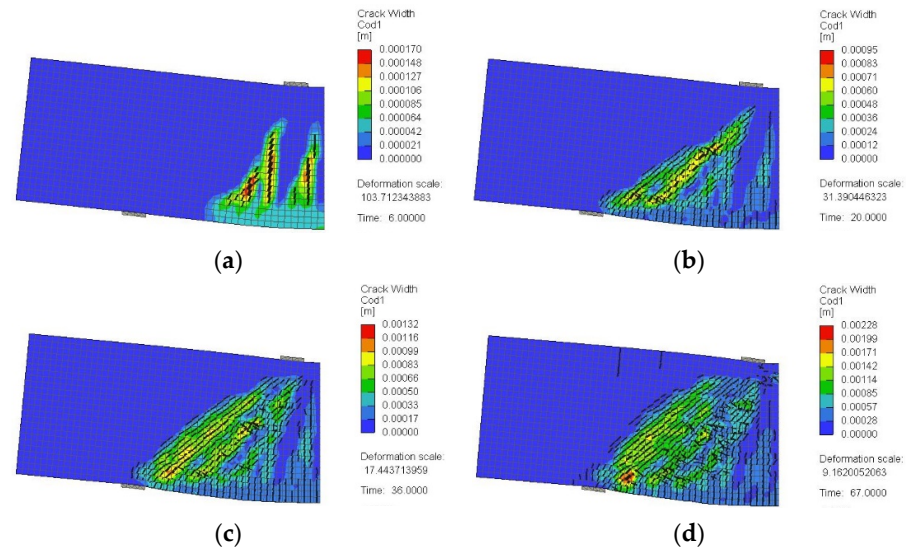 Crack Width
Cod1
[m]
0.000170
0.000148
0.000127
0.000106
0.000085
0.000064
0.000042
0.000021
0.000000
Deformation scale:
103.712343883
Time: 6.00000
(a)
Crack Width
Cod1
[m]
0.00095
0.00083
0.00071
0.00060
0.00048
0.00036
0.00024
0.00012
0.00000
Deformation scale:
31.390446323
Time: 20.0000
(b)
Crack Width
Cod1
[m]
0.00132
0.00116
0.00099
0.00083
0.00066
0.00050
0.00033
0.00017
0.00000
Deformation scale:
17.443713959
Time: 36.0000
(c)
Crack Width
Cod1
[m]
0.00228
0.00199
0.00171
0.00142
0.00114
0.00085
0.00057
0.00028
0.00000
Deformation scale:
9.1620052063
Time: 67.0000
(d)